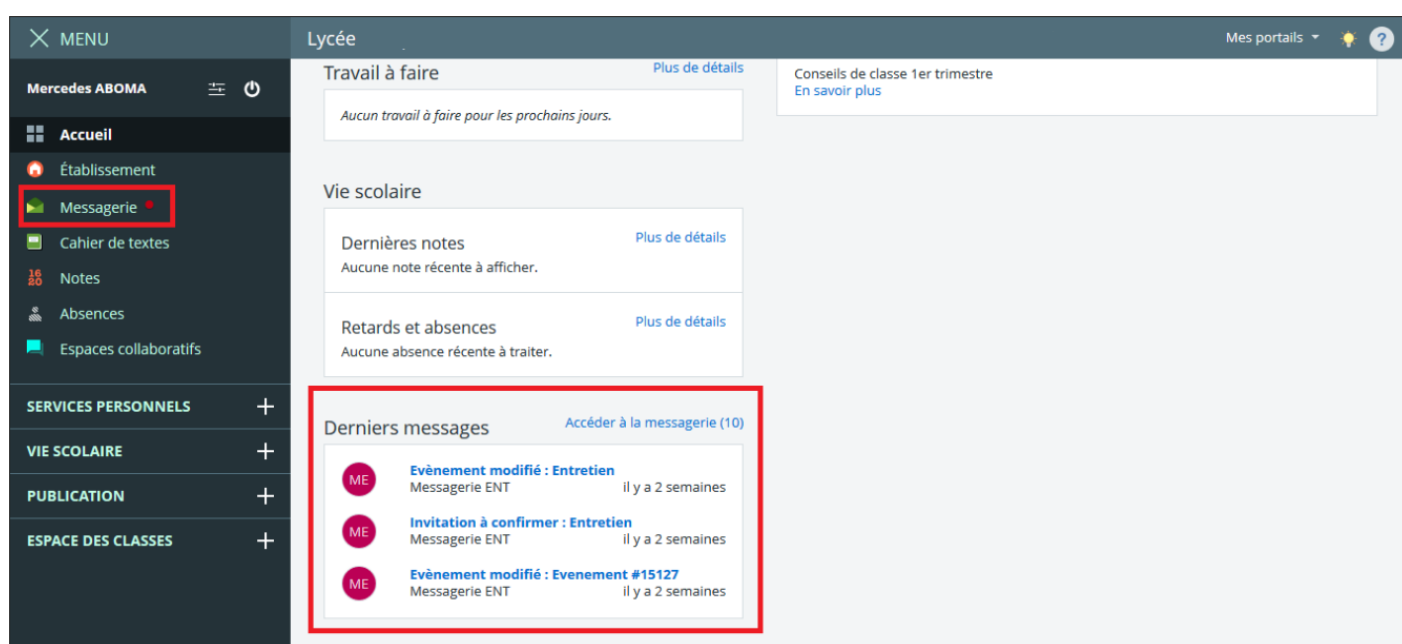 MENU
Lycée
Mes portails
?
Mercedes ABOMA
Accueil
Établissement
Messagerie
Cahier de textes
16
20
Notes
Absences
Espaces collaboratifs
SERVICES PERSONNELS
VIE SCOLAIRE
PUBLICATION
ESPACE DES CLASSES
Travail à faire
Plus de détails
Aucun travail à faire pour les prochains jours.
Vie scolaire
Dernières notes
Plus de détails
Aucune note récente à afficher.
Retards et absences
Plus de détails
Aucune absence récente à traiter.
Derniers messages
Accéder à la messagerie (10)
ME
Evènement modifié : Entretien
Messagerie ENT
il y a 2 semaines
ME
Invitation à confirmer : Entretien
Messagerie ENT
il y a 2 semaines
ME
Evènement modifié : Evenement #15127
Messagerie ENT
il y a 2 semaines
Conseils de classe 1er trimestre
En savoir plus